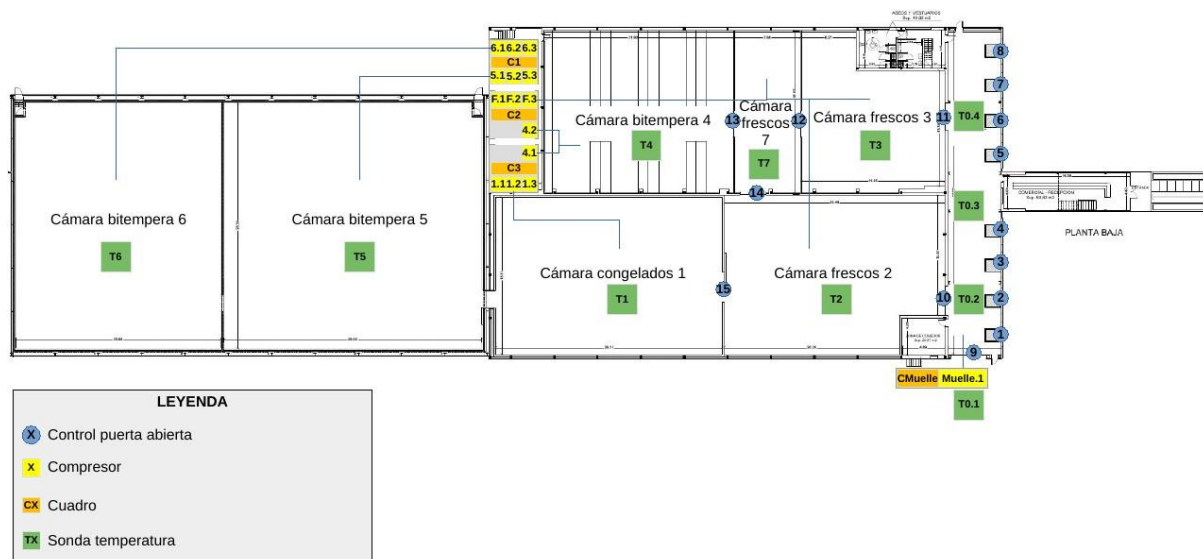 ASEOS Y VESTUARIOS
6.1 6.2 6.3
C1
5.1 5.2 5.3
F.1 F.2 F.3
C2
4.2
4.1
C3
1.1 1.2 1.3
8
7
6
5
4
3
2
1
9
10
11
12
13
14
15
Cámara bitempera 4
T4
Cámara
frescos
7
T7
Cámara frescos 3
T3
T0.4
T0.3
T0.2
T0.1
COMERCIAL - RECEPCION
PLANTA BAJA
Cámara bitempera 6
T6
Cámara bitempera 5
T5
Cámara congelados 1
T1
Cámara frescos 2
T2
CMuelle Muelle.1
LEYENDA
X Control puerta abierta
X Compresor
CX Cuadro
TX Sonda temperatura